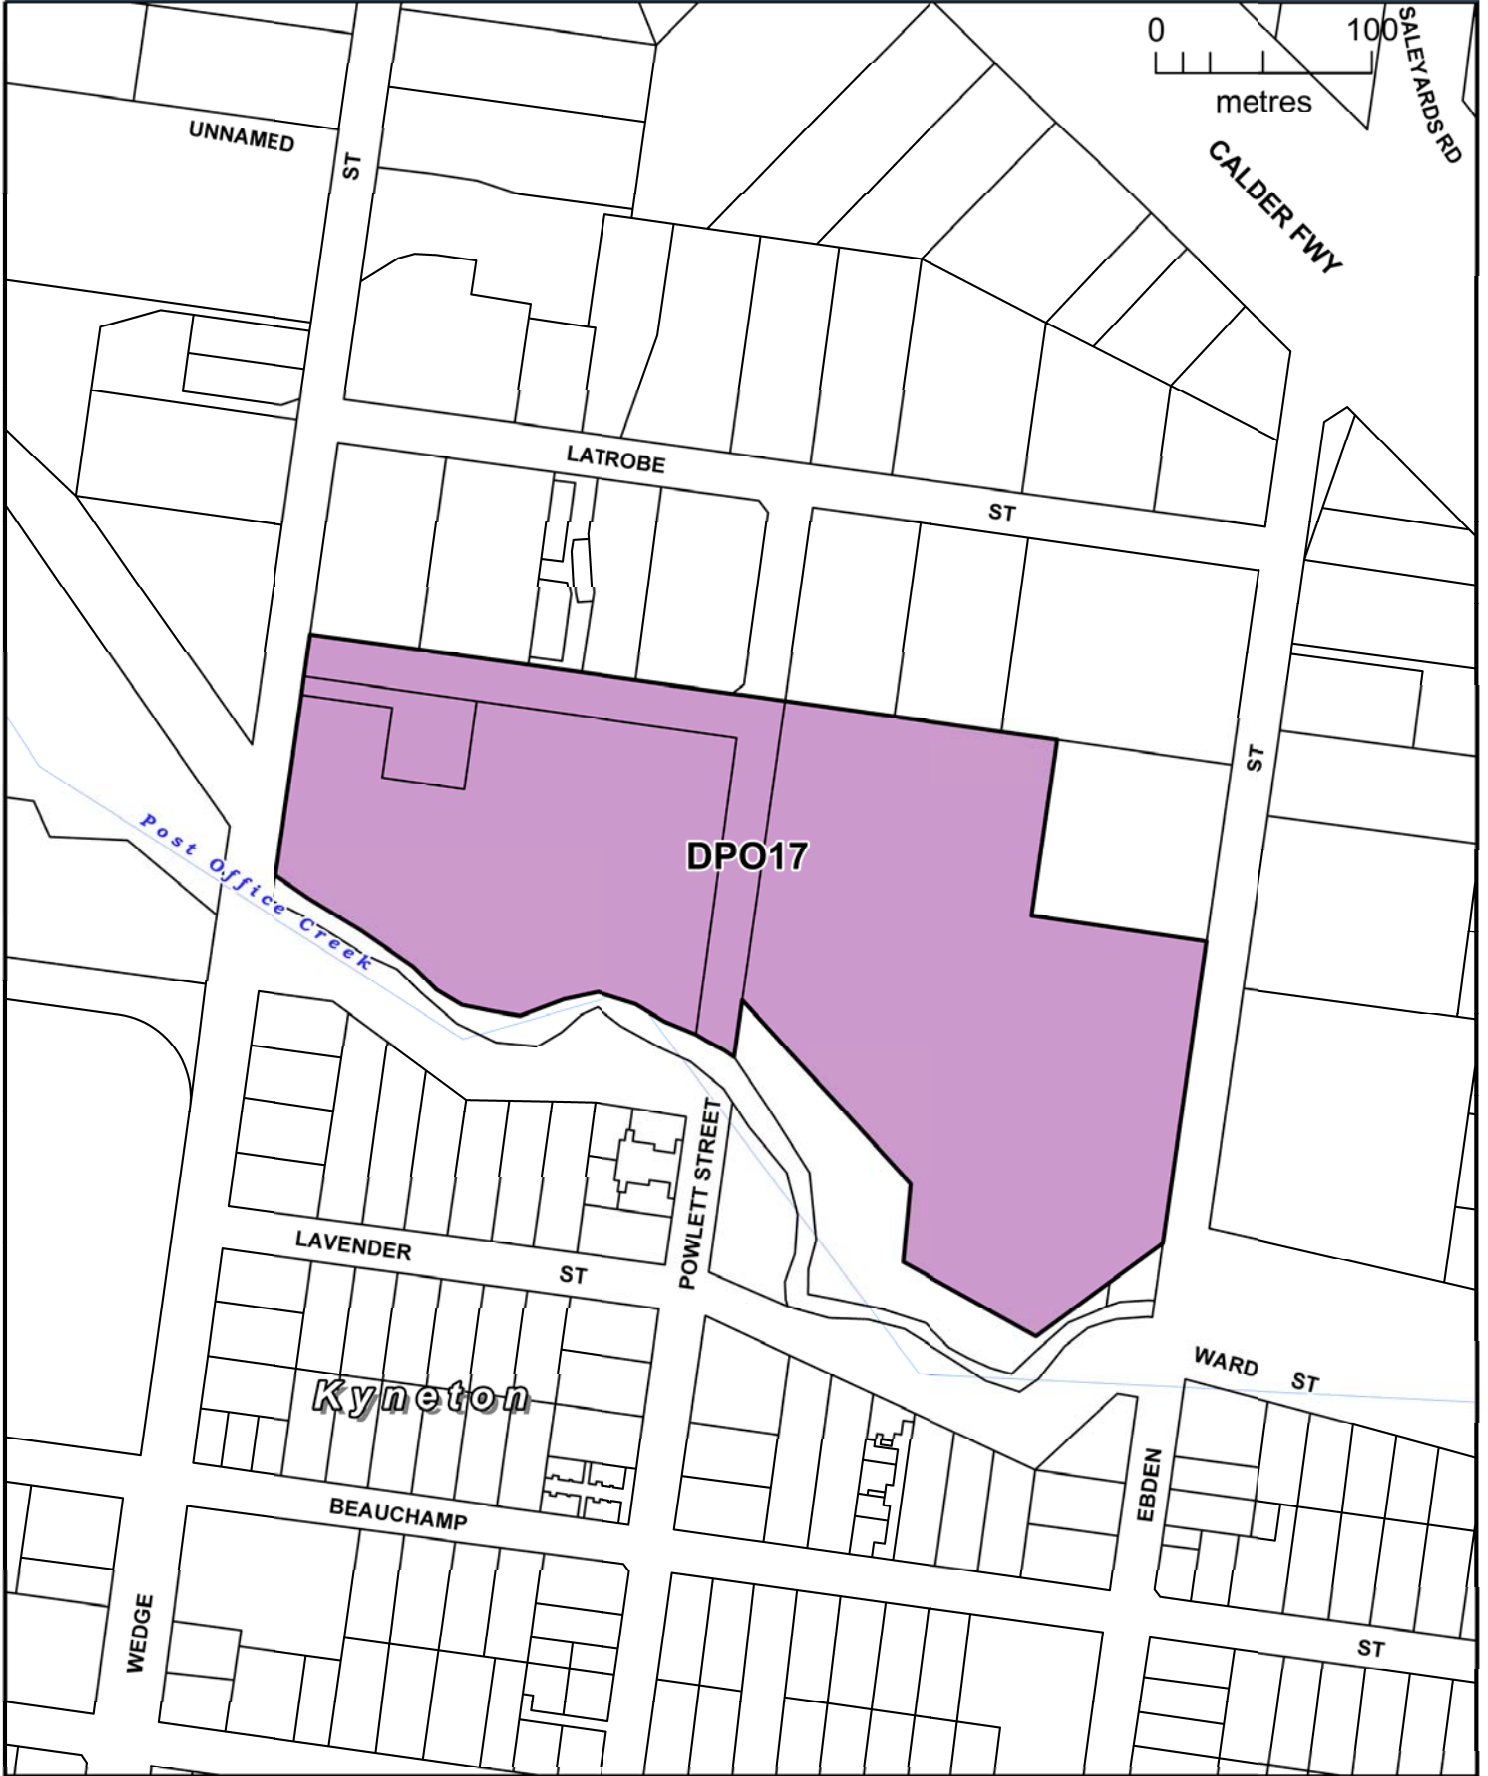 0 100
metres
SALEYARDS RD
CALDER FWY
UNNAMED
ST
LATROBE
ST
ST
DPO17
Post Office Creek
POWLETT STREET
LAVENDER
ST
WARD ST
Kyneton
EBDEN
BEAUCHAMP
WEDGE
ST